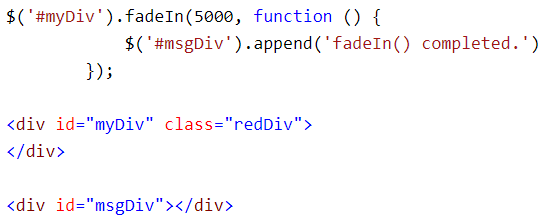 $('#myDiv').fadeIn(5000, function () {
            $('#msgDiv').append('fadeIn() completed.')
        });

<div id="myDiv" class="redDiv">
</div>

<div id="msgDiv"></div>